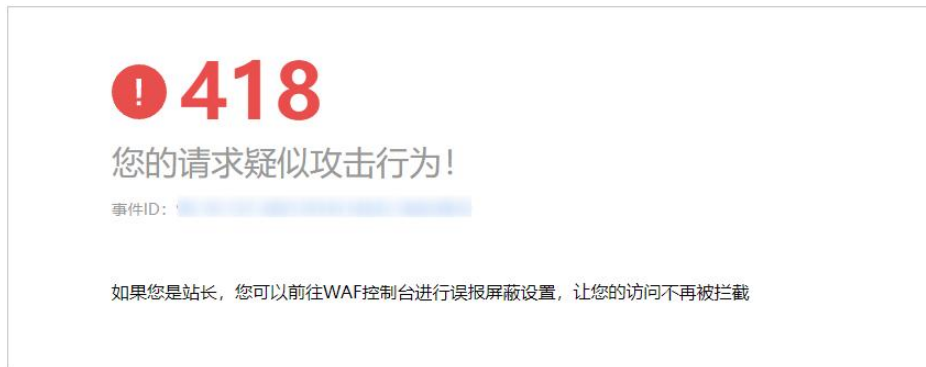 ! 418
您的请求疑似攻击行为！
事件ID：
如果您是站长，您可以前往WAF控制台进行误报屏蔽设置，让您的访问不再被拦截